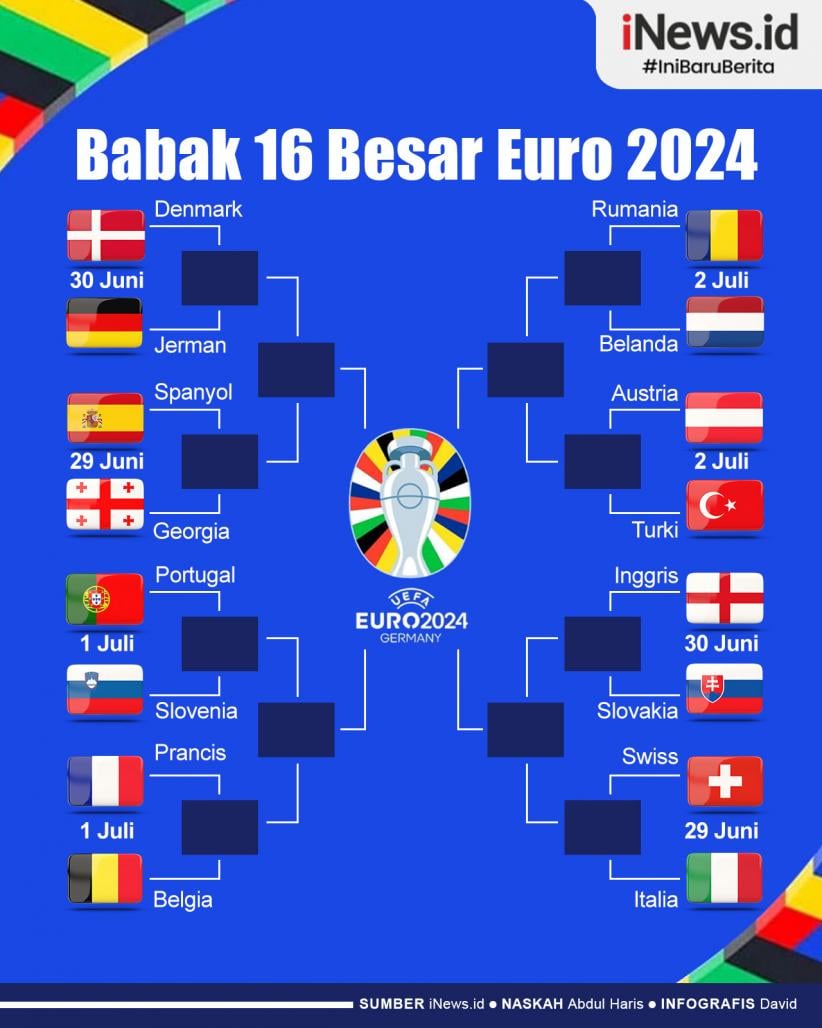 iNews.id
#IniBaruBerita
Babak 16 Besar Euro 2024
Denmark
30 Juni
Jerman
Spanyol
29 Juni
Georgia
Portugal
1 Juli
Slovenia
Prancis
1 Juli
Belgia
Rumania
2 Juli
Belanda
Austria
2 Juli
Turki
Inggris
30 Juni
Slovakia
Swiss
29 Juni
Italia
UEFA
EURO2024
GERMANY
SUMBER iNews.id ● NASKAH Abdul Haris ● INFOGRAFIS David